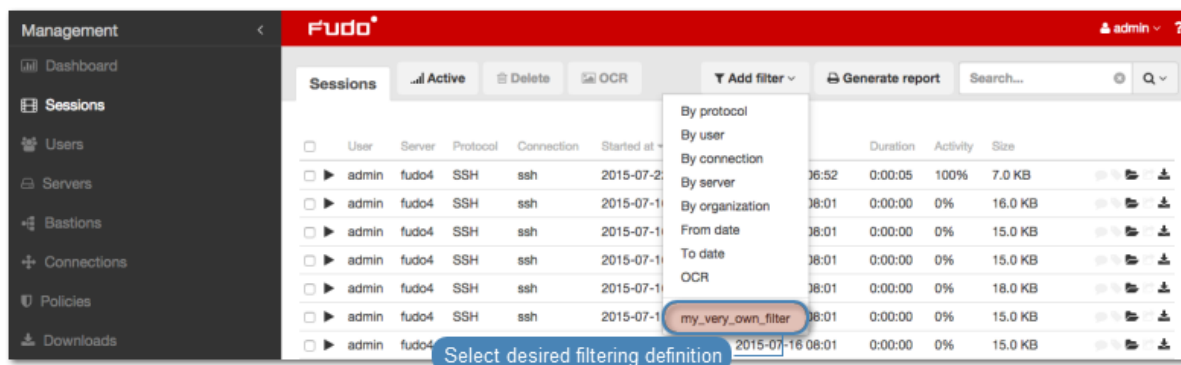 Management
Fudo
admin
?
Dashboard
Sessions
Users
Servers
Bastions
Connections
Policies
Downloads
Sessions
Active
Delete
OCR
Add filter
Generate report
Search...
By protocol
By user
By connection
By server
By organization
From date
To date
OCR
my_very_own_filter
User Server Protocol Connection Started at Duration Activity Size
admin fudo4 SSH ssh 2015-07-2 06:52 0:00:05 100% 7.0 KB
admin fudo4 SSH ssh 2015-07-1 08:01 0:00:00 0% 16.0 KB
admin fudo4 SSH ssh 2015-07-1 08:01 0:00:00 0% 15.0 KB
admin fudo4 SSH ssh 2015-07-1 08:01 0:00:00 0% 15.0 KB
admin fudo4 SSH ssh 2015-07-1 08:01 0:00:00 0% 18.0 KB
admin fudo4 SSH ssh 2015-07-1 08:01 0:00:00 0% 15.0 KB
admin fudo4 2015-07-16 08:01 0:00:00 0% 15.0 KB
Select desired filtering definition